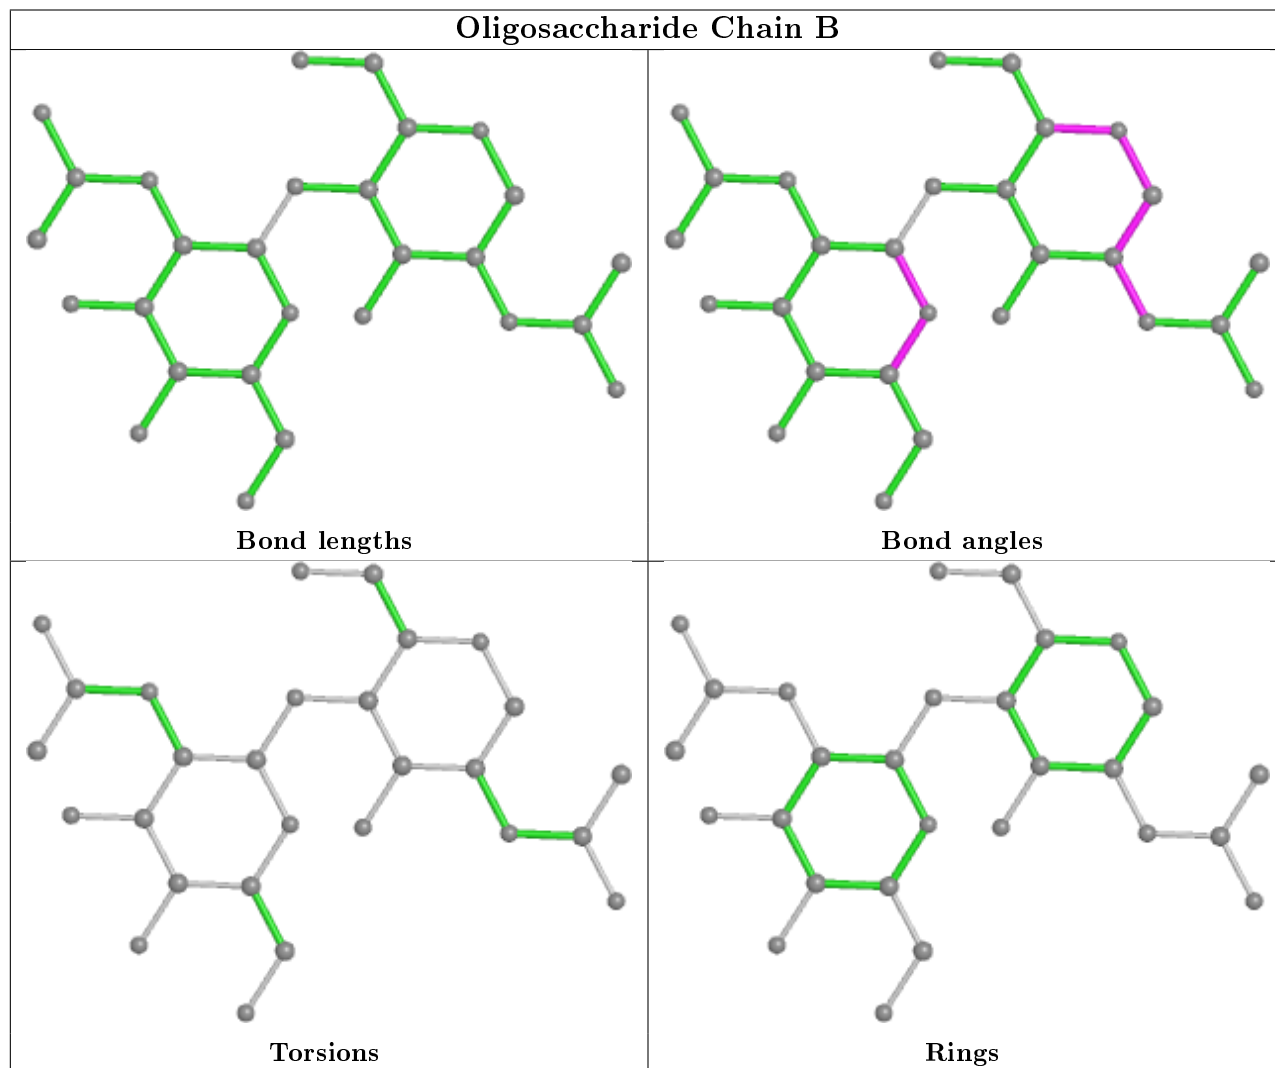 Oligosaccharide Chain B
Bond lengths
Bond angles
Torsions
Rings